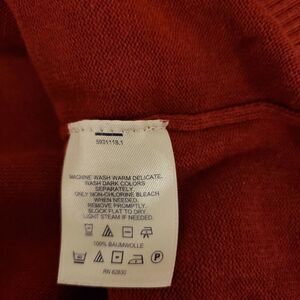 5931118.1
MACHINE WASH WARM DELICATE.
WASH DARK COLORS
SEPARATELY.
ONLY NON-CHLORINE BLEACH
WHEN NEEDED.
REMOVE PROMPTLY.
BLOCK FLAT TO DRY.
LIGHT STEAM IF NEEDED.
100% BAUMWOLLE
P
RN 62830